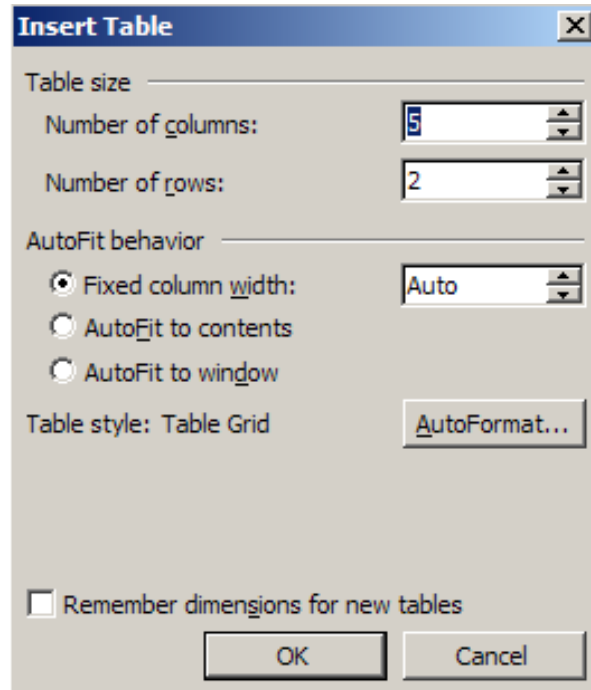 Insert Table
Table size
Number of columns: 5
Number of rows: 2
AutoFit behavior
Fixed column width: Auto
AutoFit to contents
AutoFit to window
Table style: Table Grid AutoFormat...
Remember dimensions for new tables
OK Cancel